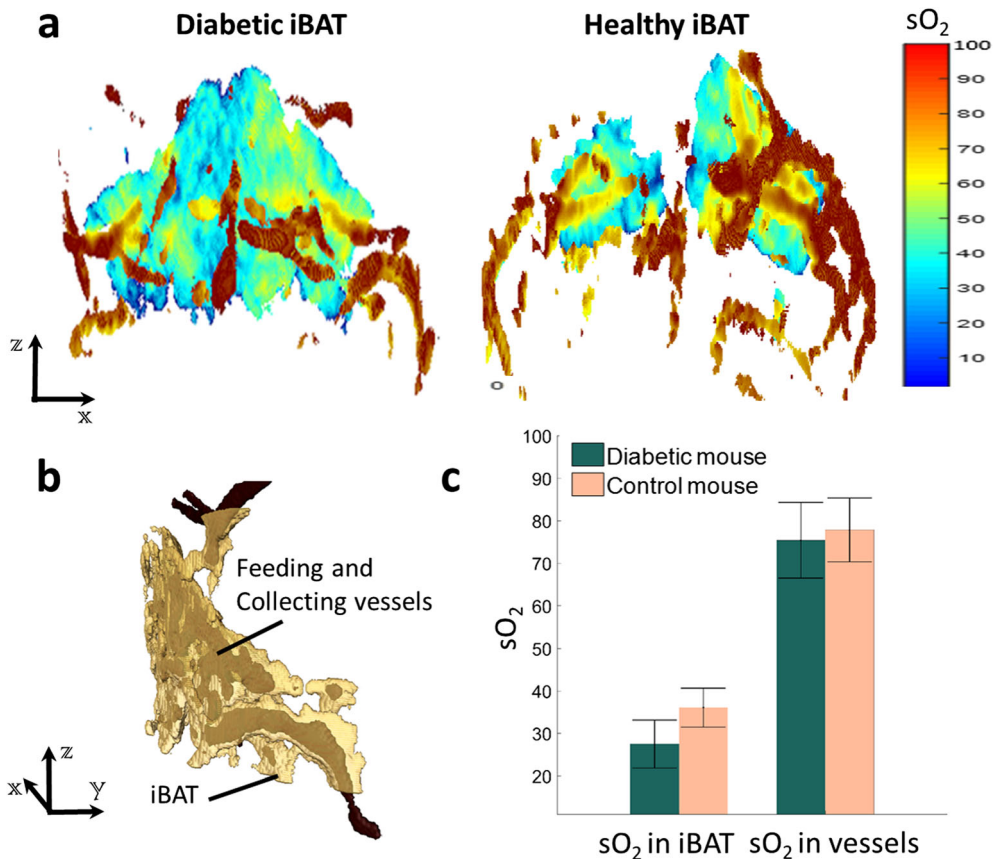 a
Diabetic iBAT
Healthy iBAT
sO₂
100
90
80
70
60
50
40
30
20
10
z
x
b
Feeding and
Collecting vessels
iBAT
z
x
y
c
100
90
80
70
60
50
40
30
20
sO₂
Diabetic mouse
Control mouse
sO₂ in iBAT
sO₂ in vessels